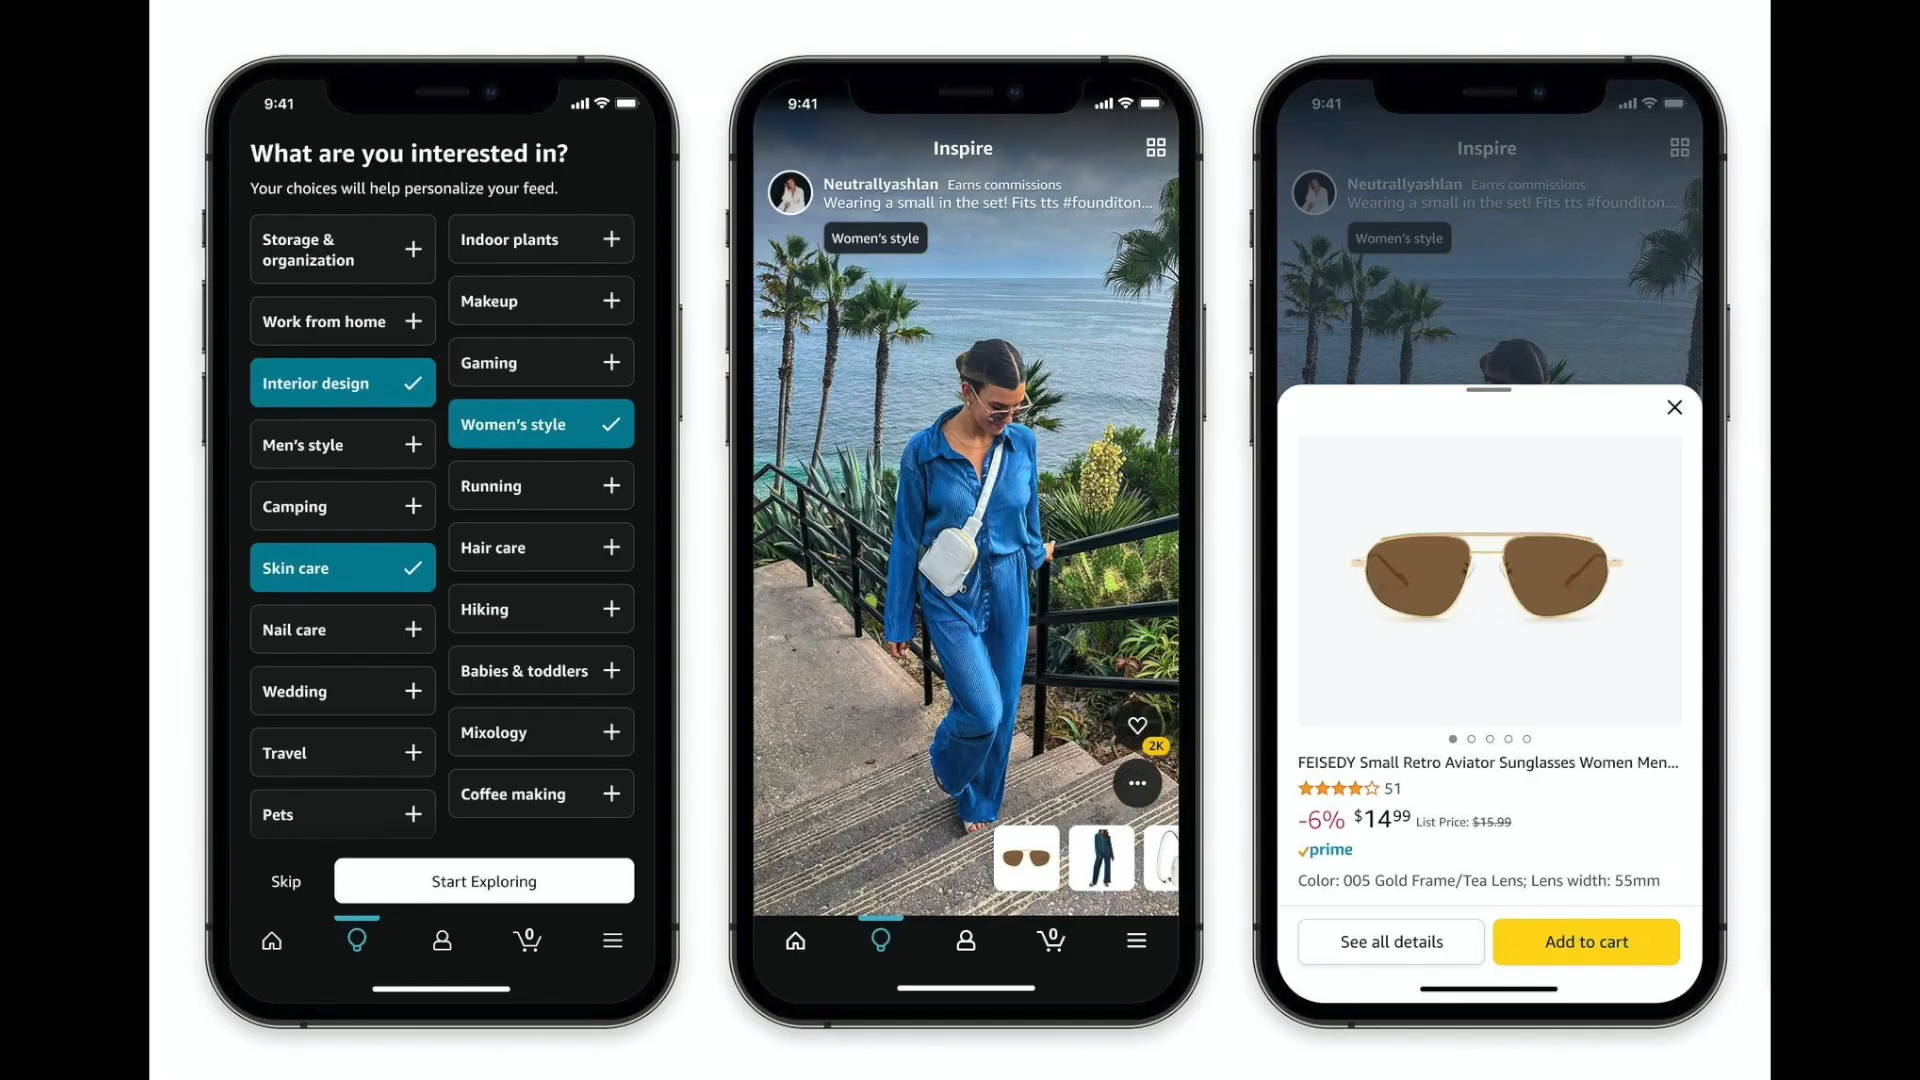 9:41
What are you interested in?
Your choices will help personalize your feed.
Storage &
organization
Work from home
Interior design
Men's style
Camping
Skin care
Nail care
Wedding
Travel
Pets
Indoor plants
Makeup
Gaming
Women's style
Running
Hair care
Hiking
Babies & toddlers
Mixology
Coffee making
Skip
Start Exploring
0
9:41
Inspire
Neutrallyashlan Earns commissions
Wearing a small in the set! Fits tts #founditon...
Women's style
2K
0
9:41
Inspire
Neutrallyashlan Earns commissions
Wearing a small in the set! Fits tts #founditon...
Women's style
FEISEDY Small Retro Aviator Sunglasses Women Men...
51
-6% $1499 List Price: $15.99
prime
Color: 005 Gold Frame/Tea Lens; Lens width: 55mm
See all details
Add to cart